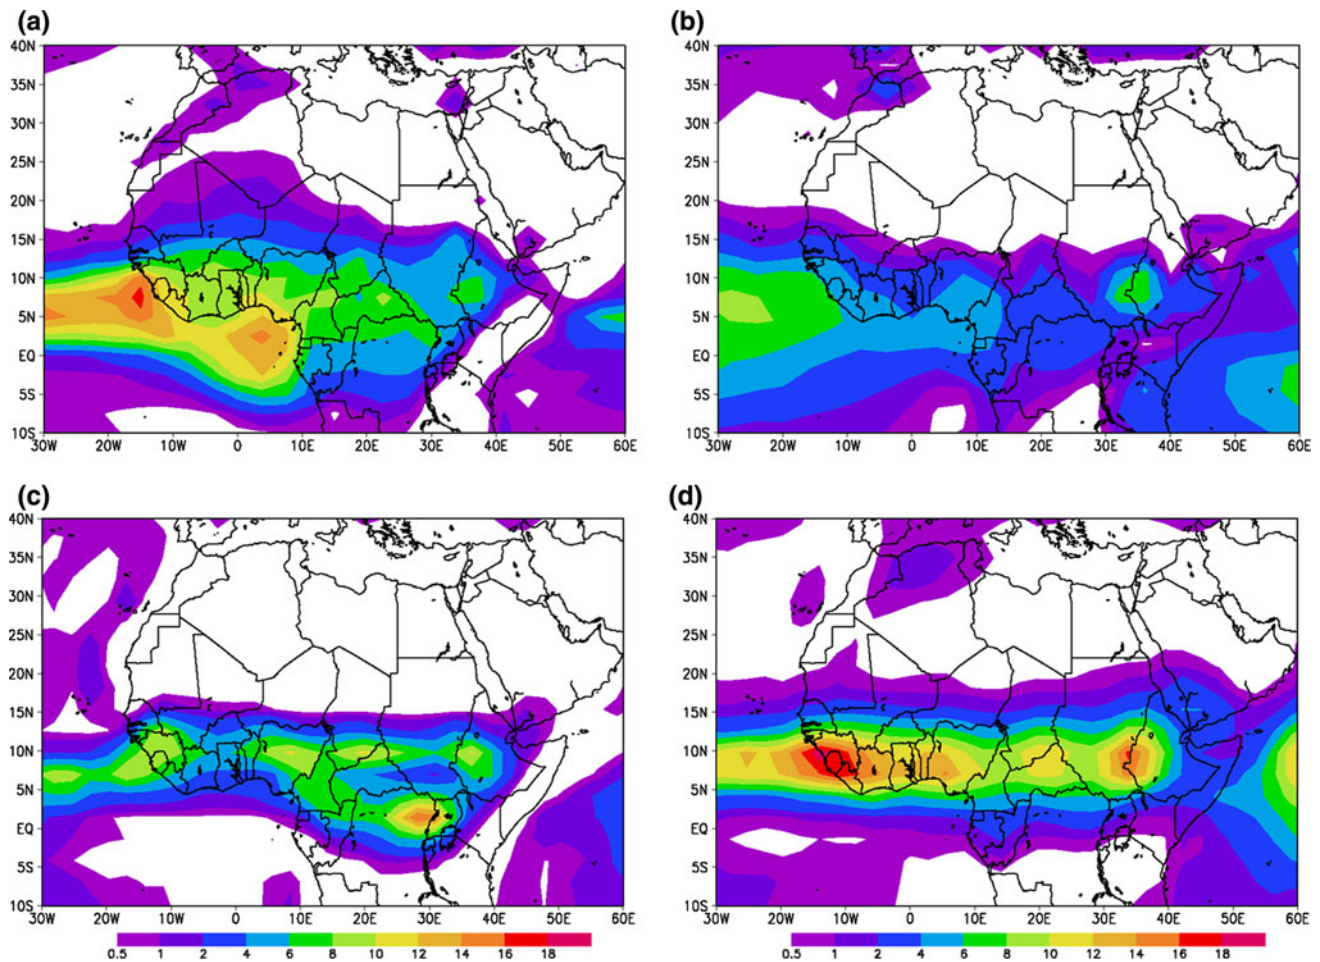 (a) (b)
40N 40N
35N 35N
30N 30N
25N 25N
20N 20N
15N 15N
10N 10N
5N 5N
EQ EQ
5S 5S
10S 10S
30W 20W 10W 0 10E 20E 30E 40E 50E 60E 30W 20W 10W 0 10E 20E 30E 40E 50E 60E
(c) (d)
40N 40N
35N 35N
30N 30N
25N 25N
20N 20N
15N 15N
10N 10N
5N 5N
EQ EQ
5S 5S
10S 10S
30W 20W 10W 0 10E 20E 30E 40E 50E 60E 30W 20W 10W 0 10E 20E 30E 40E 50E 60E
0.5 1 2 4 6 8 10 12 14 16 18 0.5 1 2 4 6 8 10 12 14 16 18